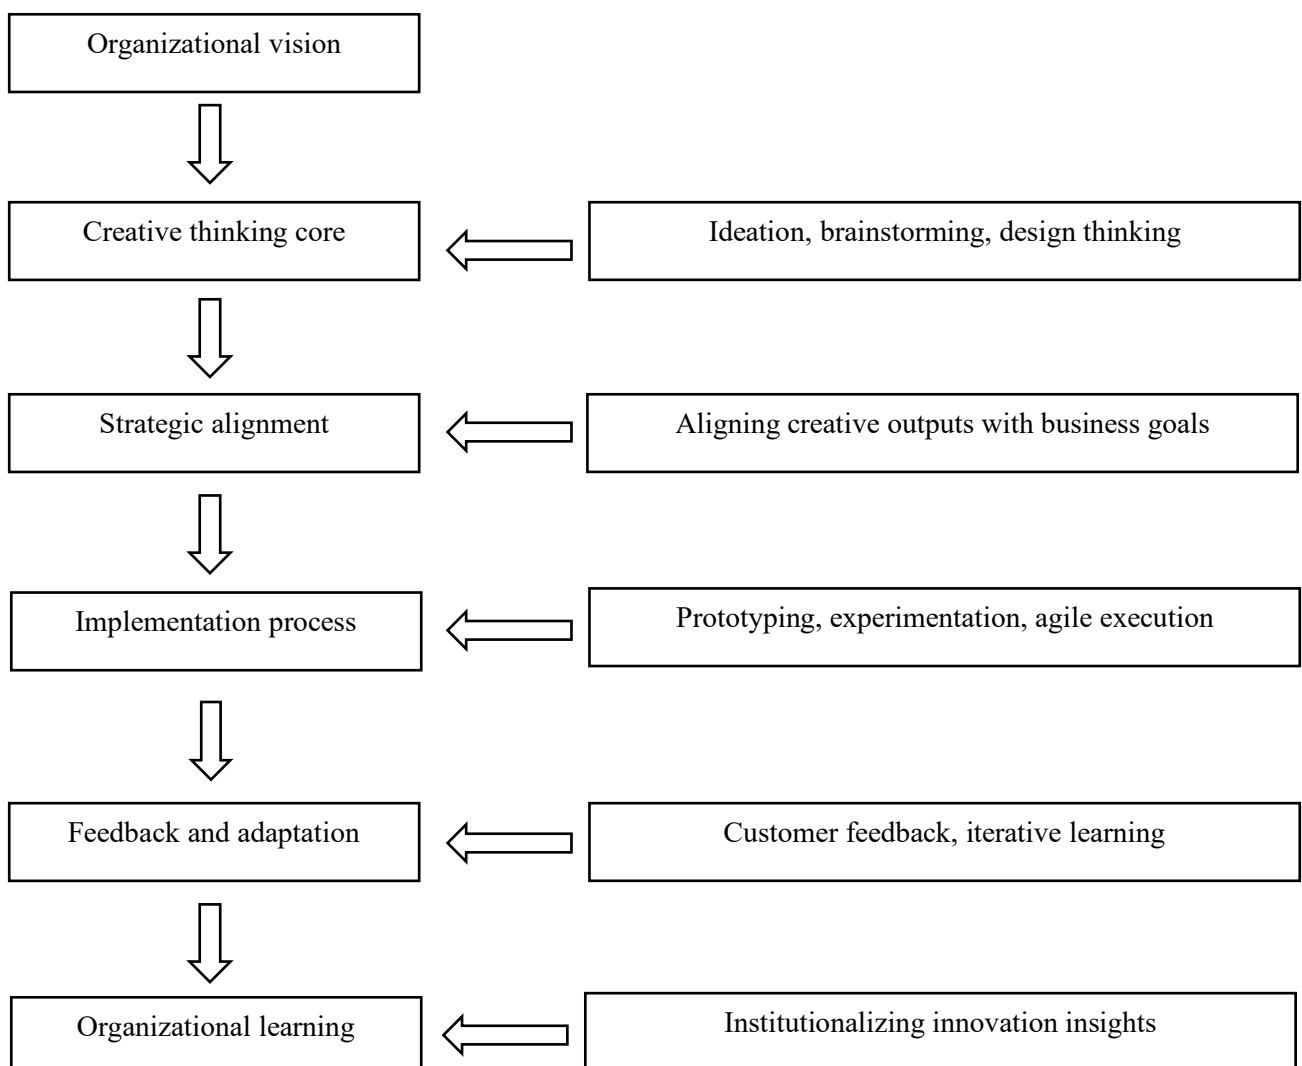 Organizational vision
Creative thinking core
Ideation, brainstorming, design thinking
Strategic alignment
Aligning creative outputs with business goals
Implementation process
Prototyping, experimentation, agile execution
Feedback and adaptation
Customer feedback, iterative learning
Organizational learning
Institutionalizing innovation insights